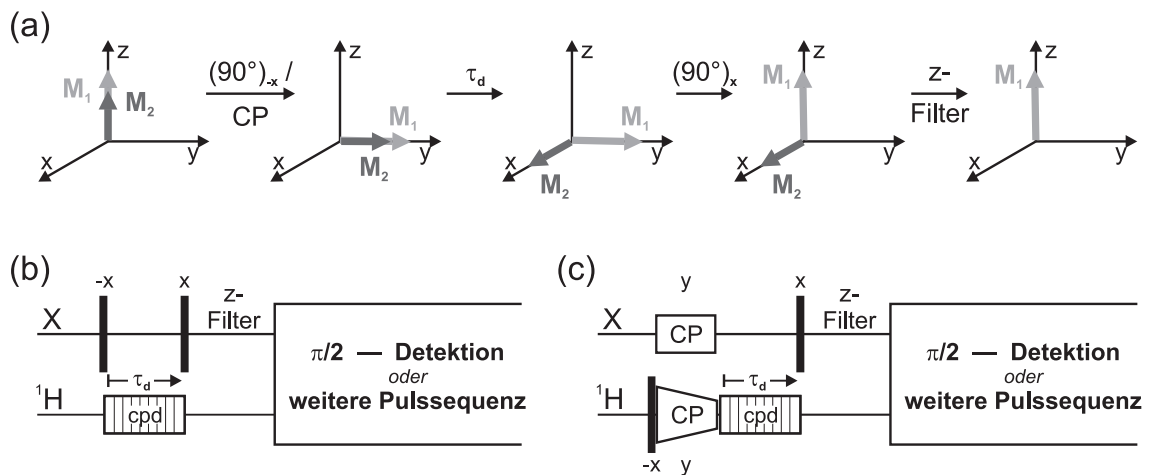 (a)
z
M₁
M₂
x
y
(90°)₋ₓ /
CP
z
x
M₂
M₁
y
τd
z
M₁
x
M₂
y
(90°)ₓ
z
M₁
x
M₂
y
z-
Filter
z
M₁
x
y
(b)
-x
x
z-
Filter
X
τd
¹H
cpd
π/2 — Detektion
oder
weitere Pulssequenz
(c)
y
x
z-
Filter
X
CP
τd
¹H
CP
cpd
-x
y
π/2 — Detektion
oder
weitere Pulssequenz